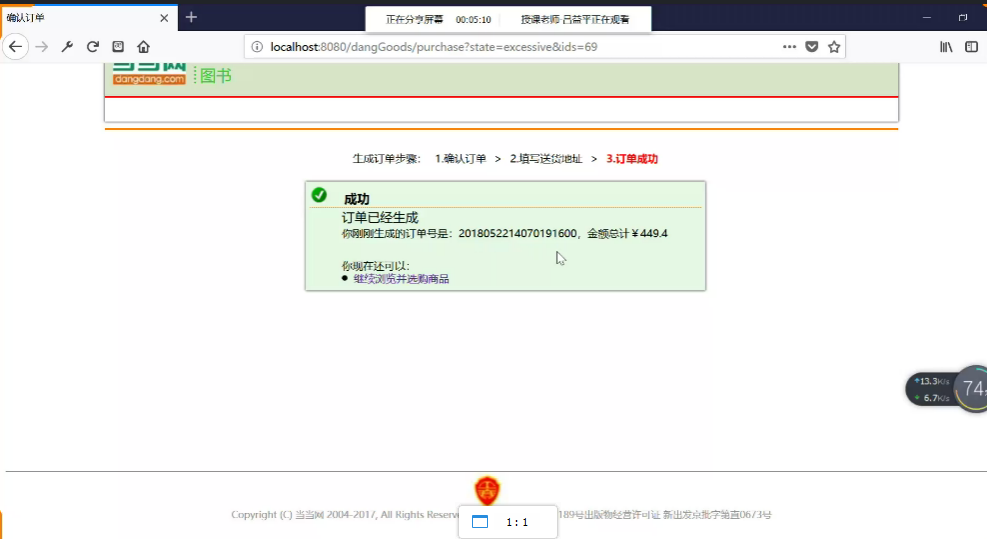 确认订单
正在分享屏幕 00:05:10 授课老师-吕益平正在观看
localhost:8080/dangGoods/purchase?state=excessive&ids=69
当当网
dangdang.com 图书
生成订单步骤: 1.确认订单 > 2.填写送货地址 > 3.订单成功
成功
订单已经生成
你刚刚生成的订单号是: 2018052214070191600, 金额总计￥449.4
你现在还可以:
继续浏览并选购商品
13.3K/s
6.7K/s
74
Copyright (C) 当当网 2004-2017, All Rights Reserve 189号出版物经营许可证 新出发京批字第直0673号
1 : 1